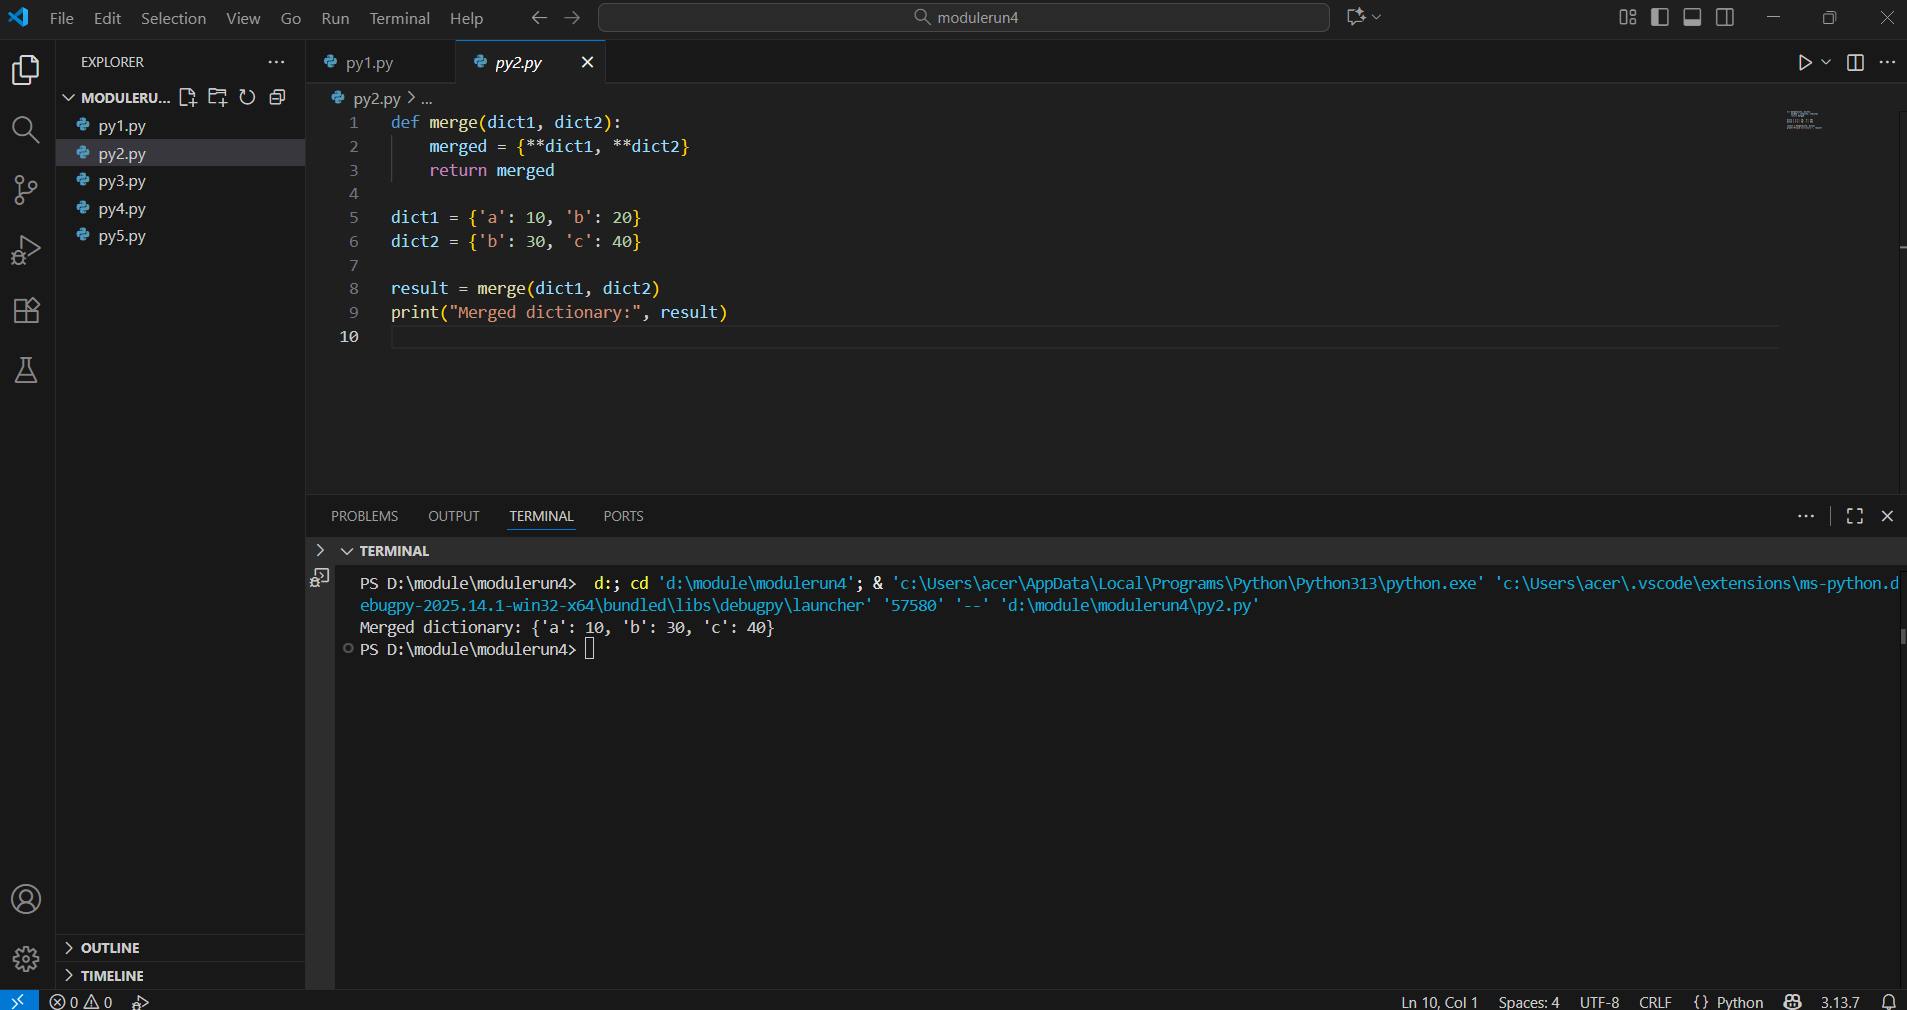 File Edit Selection View Go Run Terminal Help
modulerun4
EXPLORER
MODULERU...
py1.py
py2.py
py3.py
py4.py
py5.py
OUTLINE
TIMELINE
py1.py
py2.py
py2.py > ...
1 def merge(dict1, dict2):
2     merged = {**dict1, **dict2}
3     return merged
4
5 dict1 = {'a': 10, 'b': 20}
6 dict2 = {'b': 30, 'c': 40}
7
8 result = merge(dict1, dict2)
9 print("Merged dictionary:", result)
10
PROBLEMS OUTPUT TERMINAL PORTS
TERMINAL
PS D:\module\modulerun4>  d:; cd 'd:\module\modulerun4'; & 'c:\Users\acer\AppData\Local\Programs\Python\Python313\python.exe' 'c:\Users\acer\.vscode\extensions\ms-python.d
ebugpy-2025.14.1-win32-x64\bundled\libs\debugpy\launcher' '57580' '--' 'd:\module\modulerun4\py2.py'
Merged dictionary: {'a': 10, 'b': 30, 'c': 40}
PS D:\module\modulerun4>
0 0
Ln 10, Col 1 Spaces: 4 UTF-8 CRLF {} Python 3.13.7